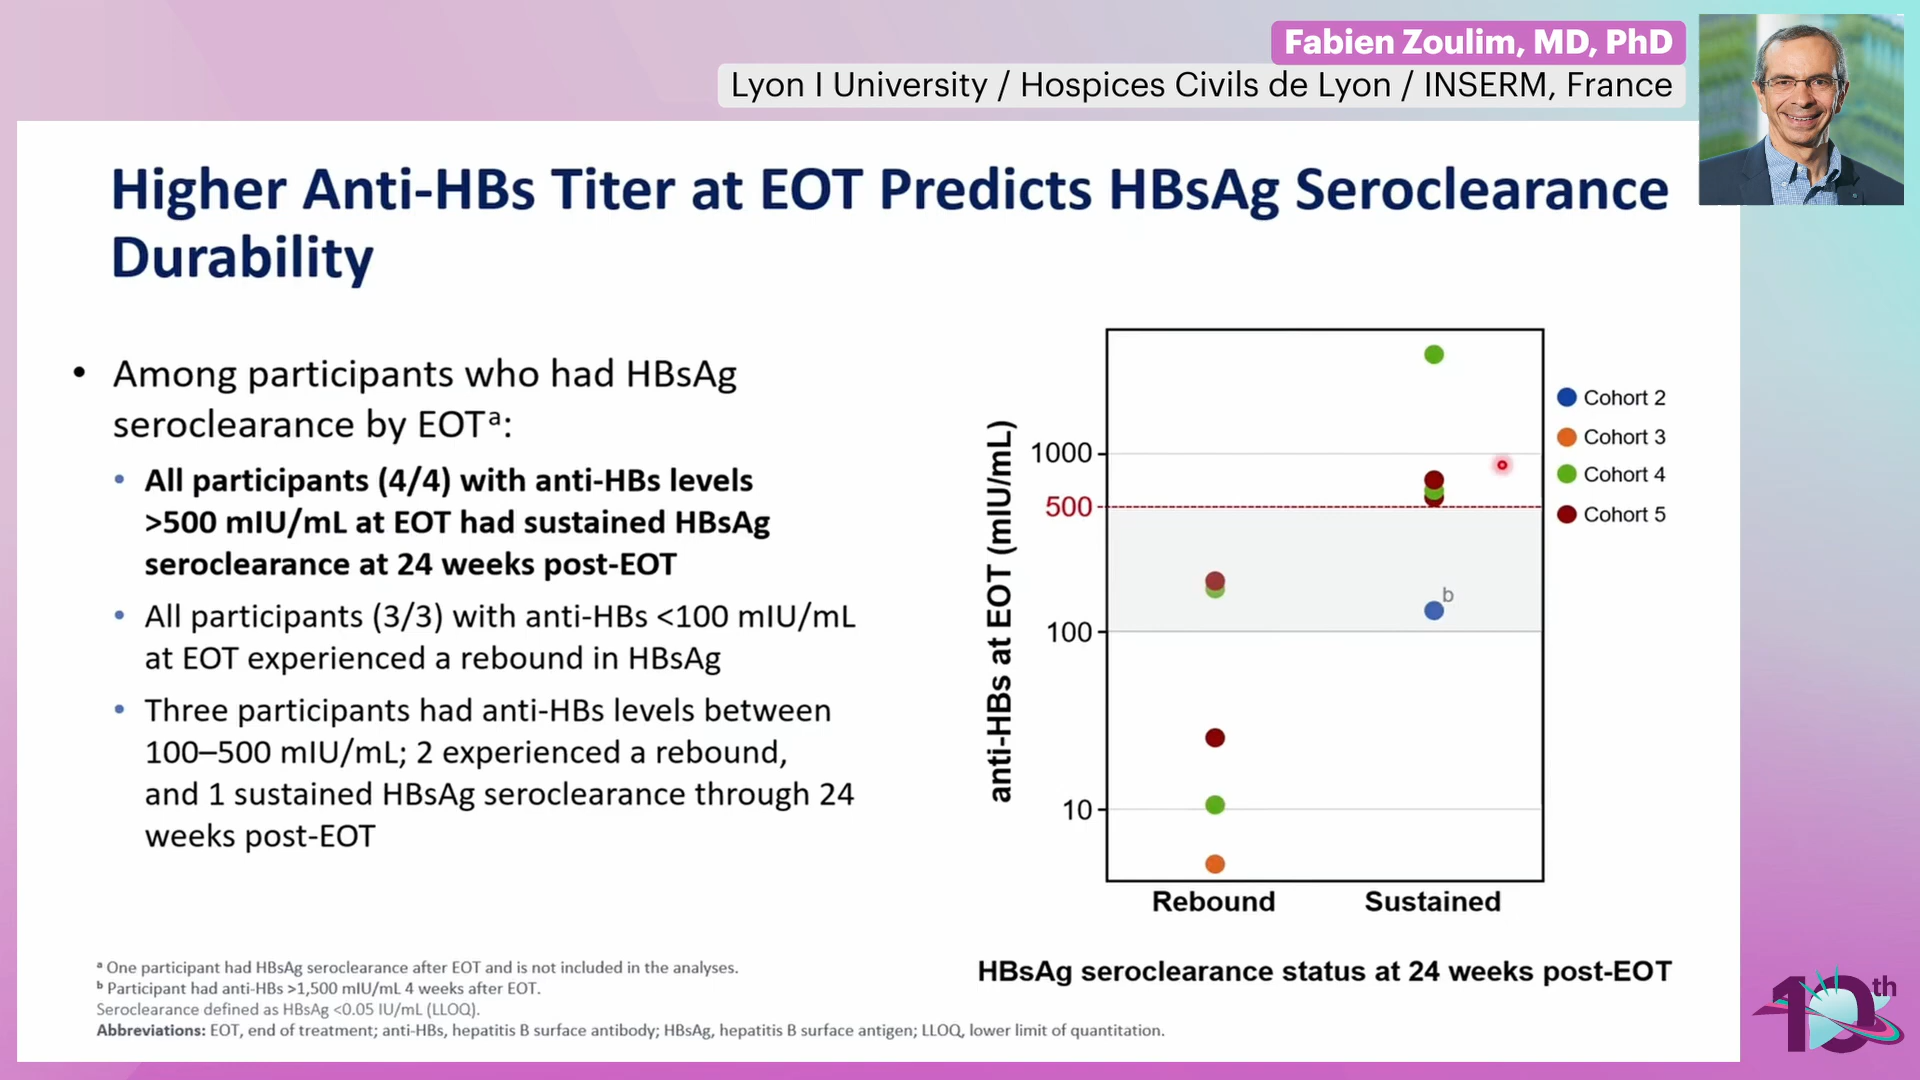 Fabien Zoulim, MD, PhD
Lyon I University / Hospices Civils de Lyon / INSERM, France
Higher Anti-HBs Titer at EOT Predicts HBsAg Seroclearance
Durability
• Among participants who had HBsAg
seroclearance by EOTᵃ:
• All participants (4/4) with anti-HBs levels
>500 mIU/mL at EOT had sustained HBsAg
seroclearance at 24 weeks post-EOT
• All participants (3/3) with anti-HBs <100 mIU/mL
at EOT experienced a rebound in HBsAg
• Three participants had anti-HBs levels between
100–500 mIU/mL; 2 experienced a rebound,
and 1 sustained HBsAg seroclearance through 24
weeks post-EOT
anti-HBs at EOT (mIU/mL)
1000
500
100
10
b
Rebound
Sustained
HBsAg seroclearance status at 24 weeks post-EOT
Cohort 2
Cohort 3
Cohort 4
Cohort 5
ᵃ One participant had HBsAg seroclearance after EOT and is not included in the analyses.
ᵇ Participant had anti-HBs >1,500 mIU/mL 4 weeks after EOT.
Seroclearance defined as HBsAg <0.05 IU/mL (LLOQ).
Abbreviations: EOT, end of treatment; anti-HBs, hepatitis B surface antibody; HBsAg, hepatitis B surface antigen; LLOQ, lower limit of quantitation.
10th